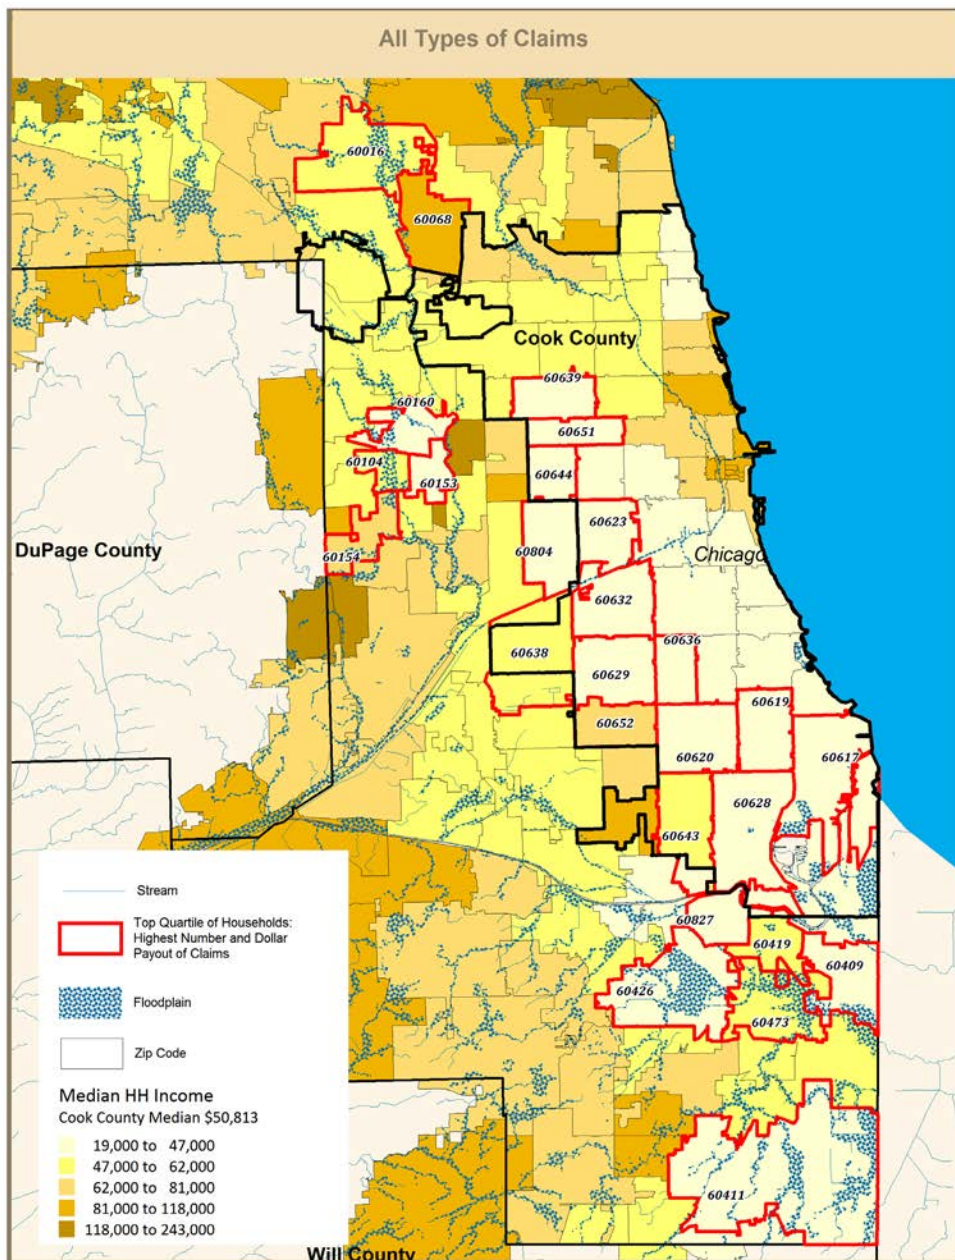 All Types of Claims
60016
60068
Cook County
60639
60160
60651
60104
60644
60153
60623
DuPage County
60804
Chicago
60154
60632
60636
60638
60629
60619
60652
60620
60617
60628
60643
Stream
Top Quartile of Households:
Highest Number and Dollar
Payout of Claims
60827
60419
60409
Floodplain
60426
60473
Zip Code
Median HH Income
Cook County Median $50,813
19,000 to 47,000
47,000 to 62,000
62,000 to 81,000
81,000 to 118,000
118,000 to 243,000
60411
Will County